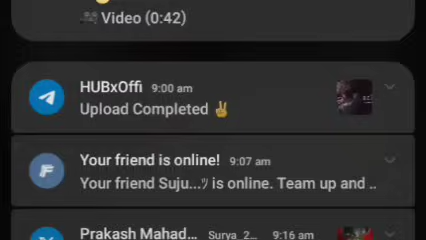 Video (0:42)
HUBxOffi 9:00 am
Upload Completed ✌️
Your friend is online! 9:07 am
Your friend Suju...ツ is online. Team up and ..
Prakash Mahad... Surya_2... 9:16 am